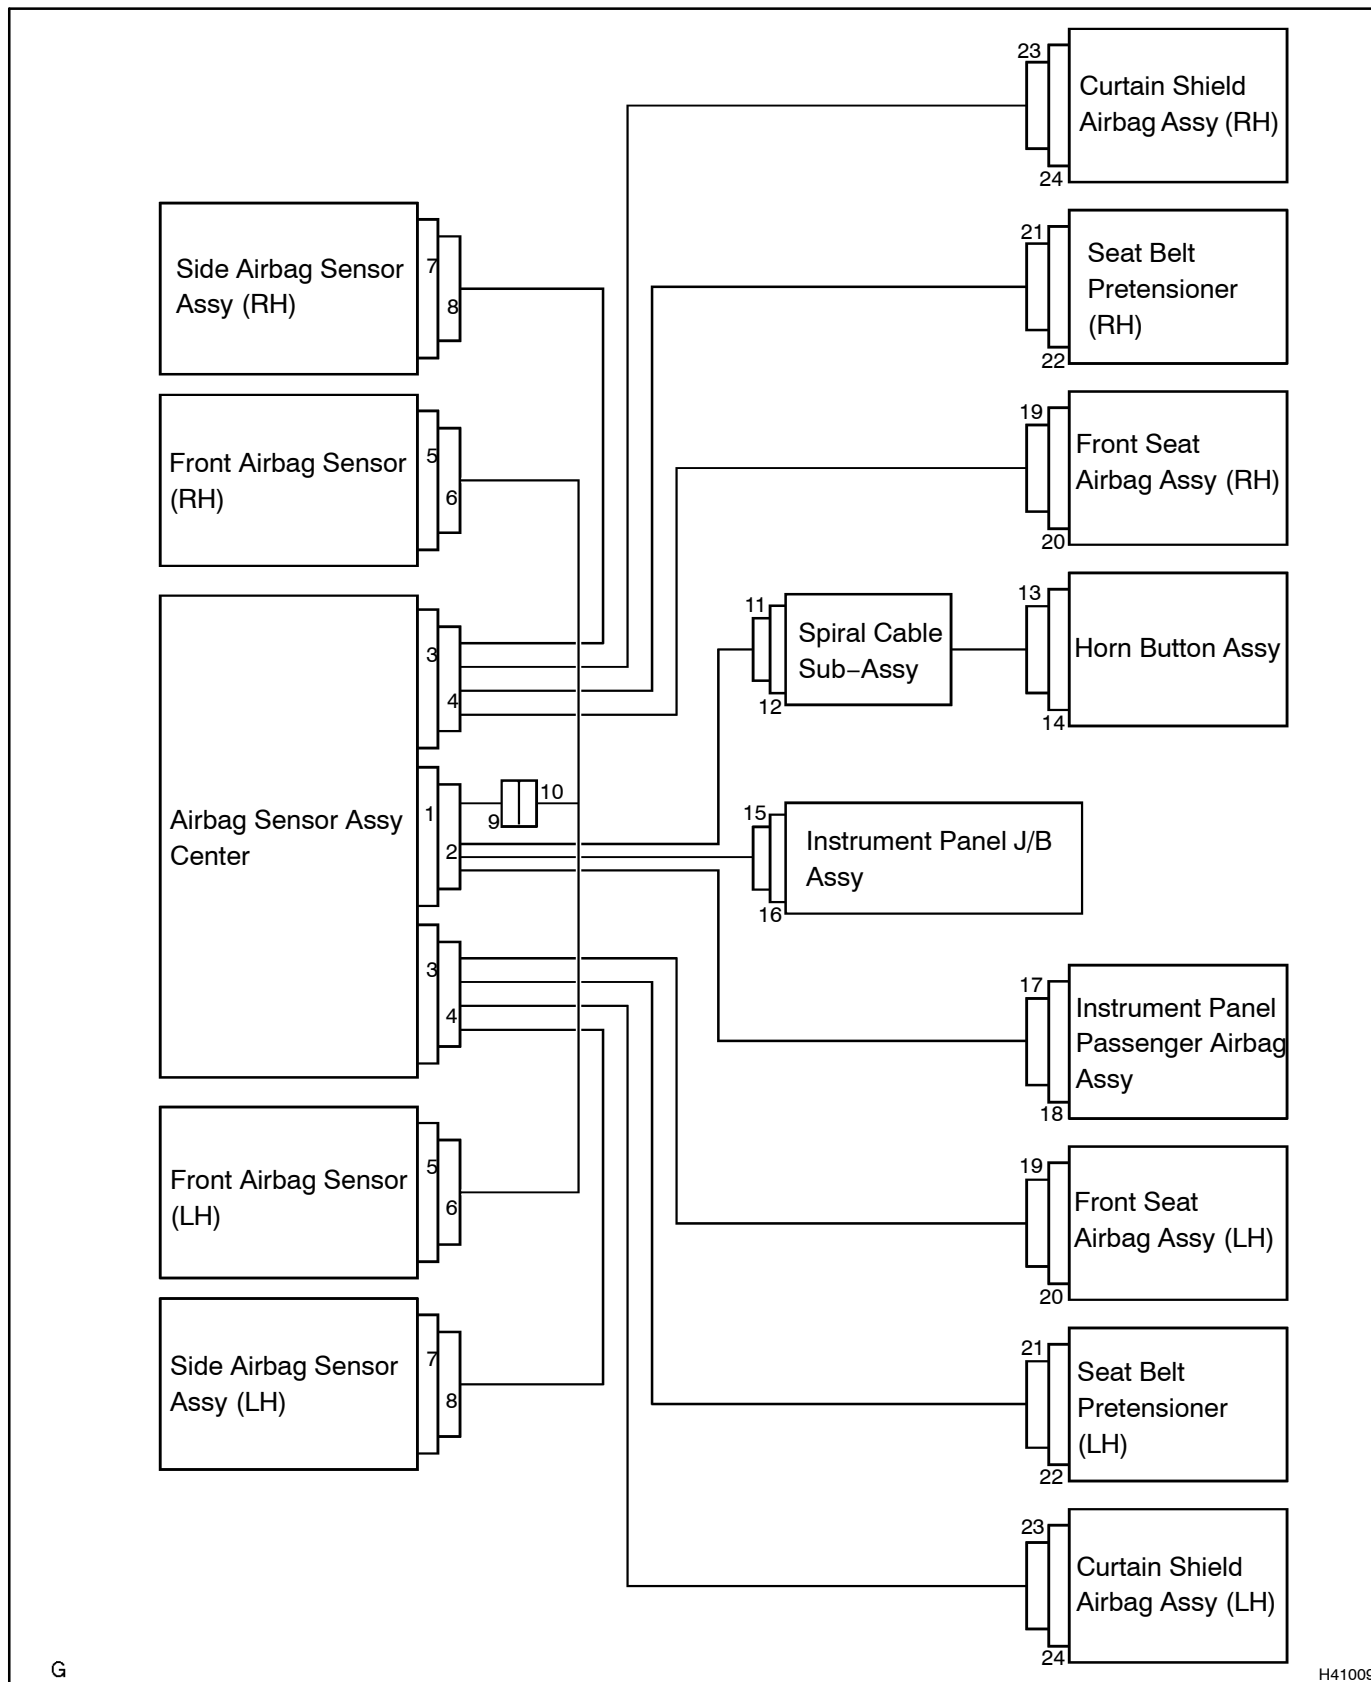 23
Curtain Shield
Airbag Assy (RH)
24
Side Airbag Sensor
Assy (RH)
7
8
21
Seat Belt
Pretensioner
(RH)
22
Front Airbag Sensor
(RH)
5
6
19
Front Seat
Airbag Assy (RH)
20
Airbag Sensor Assy
Center
3
4
1
2
3
4
9
10
11
Spiral Cable
Sub−Assy
12
13
Horn Button Assy
14
15
Instrument Panel J/B
Assy
16
17
Instrument Panel
Passenger Airbag
Assy
18
Front Airbag Sensor
(LH)
5
6
19
Front Seat
Airbag Assy (LH)
20
Side Airbag Sensor
Assy (LH)
7
8
21
Seat Belt
Pretensioner
(LH)
22
23
Curtain Shield
Airbag Assy (LH)
24
G
H41009